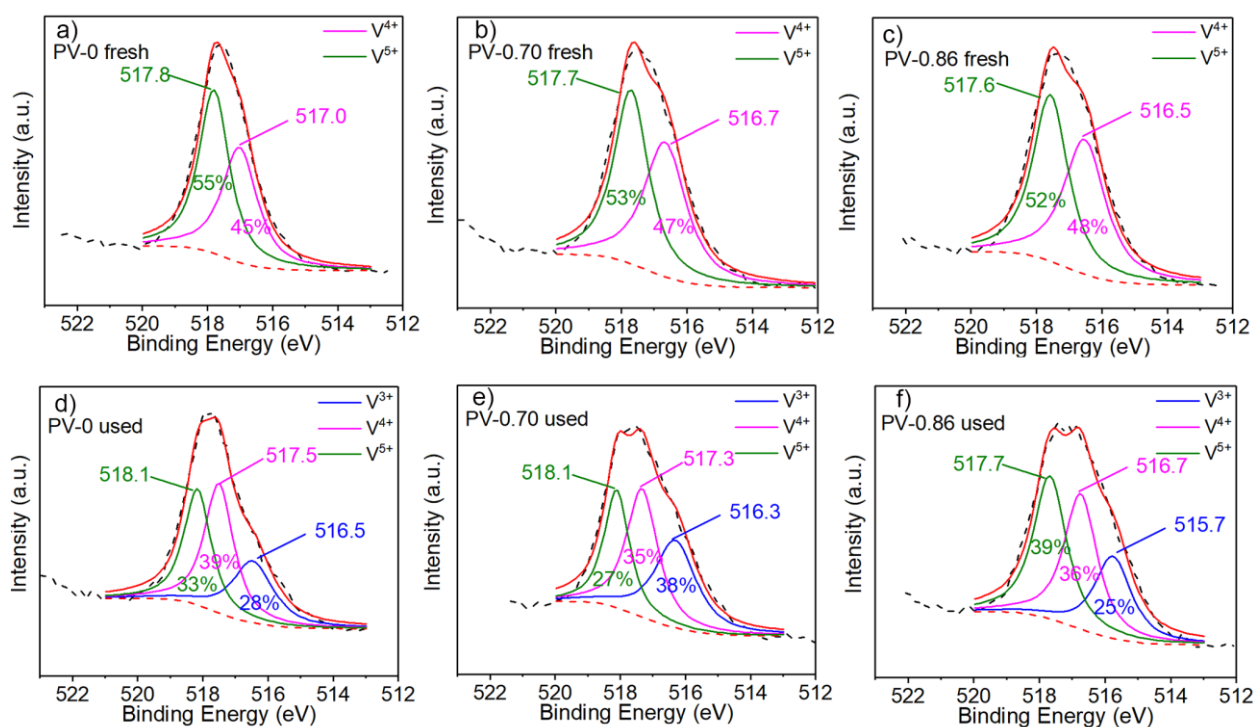 a)
PV-0 fresh
V4+
V5+
517.8
517.0
55%
45%
Intensity (a.u.)
522 520 518 516 514 512
Binding Energy (eV)
b)
PV-0.70 fresh
V4+
V5+
517.7
516.7
53%
47%
Intensity (a.u.)
522 520 518 516 514 512
Binding Energy (eV)
c)
PV-0.86 fresh
V4+
V5+
517.6
516.5
52%
48%
Intensity (a.u.)
522 520 518 516 514 512
Binding Energy (eV)
d)
PV-0 used
V3+
V4+
V5+
518.1
517.5
516.5
39%
33%
28%
Intensity (a.u.)
522 520 518 516 514 512
Binding Energy (eV)
e)
PV-0.70 used
V3+
V4+
V5+
518.1
517.3
516.3
35%
27%
38%
Intensity (a.u.)
522 520 518 516 514 512
Binding Energy (eV)
f)
PV-0.86 used
V3+
V4+
V5+
517.7
516.7
515.7
39%
36%
25%
Intensity (a.u.)
522 520 518 516 514 512
Binding Energy (eV)